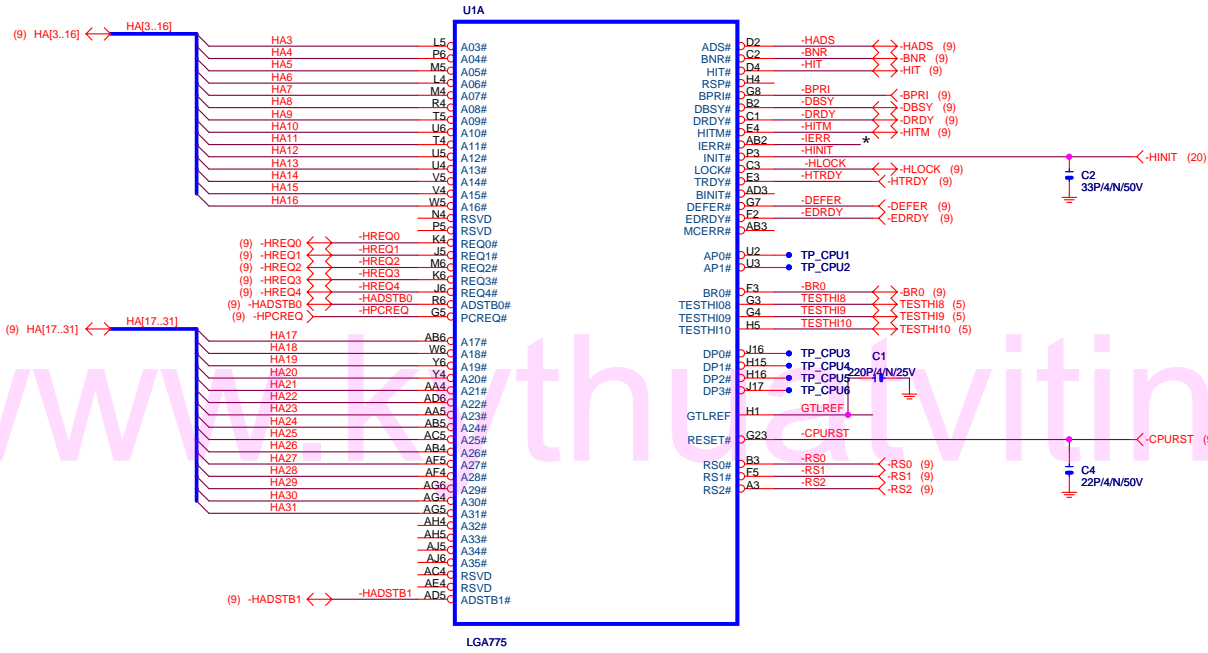 U1A
(9) HA[3..16] HA[3..16]
HA3 L5 A03#
HA4 P6 A04#
HA5 M5 A05#
HA6 L4 A06#
HA7 M4 A07#
HA8 R4 A08#
HA9 T5 A09#
HA10 U6 A10#
HA11 T4 A11#
HA12 U5 A12#
HA13 U4 A13#
HA14 V5 A14#
HA15 V4 A15#
HA16 W5 A16#
N4 RSVD
P5 RSVD
(9) -HREQ0 -HREQ0 K4 REQ0#
(9) -HREQ1 -HREQ1 J5 REQ1#
(9) -HREQ2 -HREQ2 M6 REQ2#
(9) -HREQ3 -HREQ3 K6 REQ3#
(9) -HREQ4 -HREQ4 J6 REQ4#
(9) -HADSTB0 -HADSTB0 R6 ADSTB0#
(9) -HPCREQ -HPCREQ G5 PCREQ#
(9) HA[17..31] HA[17..31]
HA17 AB6 A17#
HA18 W6 A18#
HA19 Y6 A19#
HA20 Y4 A20#
HA21 AA4 A21#
HA22 AD6 A22#
HA23 AA5 A23#
HA24 AB5 A24#
HA25 AC5 A25#
HA26 AB4 A26#
HA27 AF5 A27#
HA28 AF4 A28#
HA29 AG6 A29#
HA30 AG4 A30#
HA31 AG5 A31#
AH4 A32#
AH5 A33#
AJ5 A34#
AJ6 A35#
AC4 RSVD
AE4 RSVD
(9) -HADSTB1 -HADSTB1 AD5 ADSTB1#
ADS# D2 -HADS -HADS (9)
BNR# C2 -BNR -BNR (9)
HIT# D4 -HIT -HIT (9)
RSP# H4
BPRI# G8 -BPRI -BPRI (9)
DBSY# B2 -DBSY -DBSY (9)
DRDY# C1 -DRDY -DRDY (9)
HITM# E4 -HITM -HITM (9)
IERR# AB2 -IERR *
INIT# P3 -HINIT -HINIT (20)
LOCK# C3 -HLOCK -HLOCK (9)
TRDY# E3 -HTRDY -HTRDY (9)
BINIT# AD3
DEFER# G7 -DEFER -DEFER (9)
EDRDY# F2 -EDRDY -EDRDY (9)
MCERR# AB3
C2
33P/4/N/50V
AP0# U2 TP_CPU1
AP1# U3 TP_CPU2
BR0# F3 -BR0 -BR0 (9)
TESTHI08 G3 TESTHI8 TESTHI8 (5)
TESTHI09 G4 TESTHI9 TESTHI9 (5)
TESTHI10 H5 TESTHI10 TESTHI10 (5)
DP0# J16 TP_CPU3
DP1# H15 TP_CPU4
DP2# H16 TP_CPU5
DP3# J17 TP_CPU6
C1
220P/4/N/25V
GTLREF H1 GTLREF
RESET# G23 -CPURST -CPURST
RS0# B3 -RS0 -RS0 (9)
RS1# F5 -RS1 -RS1 (9)
RS2# A3 -RS2 -RS2 (9)
C4
22P/4/N/50V
LGA775
www.kythuatvitin